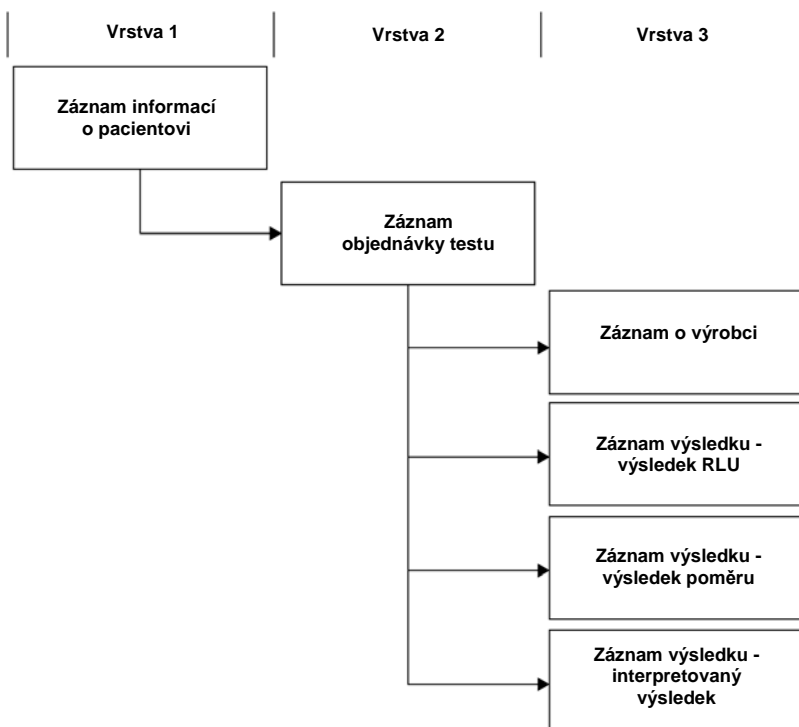 Vrstva 1
Vrstva 2
Vrstva 3
Záznam informací
o pacientovi
Záznam
objednávky testu
Záznam o výrobci
Záznam výsledku -
výsledek RLU
Záznam výsledku -
výsledek poměru
Záznam výsledku -
interpretovaný
výsledek